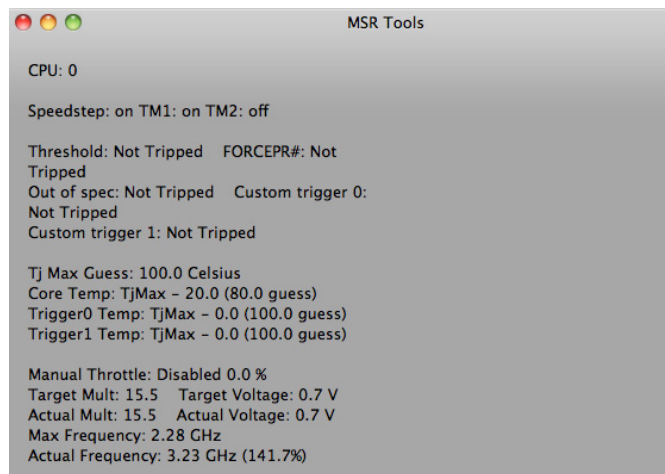 MSR Tools
CPU: 0
Speedstep: on TM1: on TM2: off
Threshold: Not Tripped    FORCEPR#: Not
Tripped
Out of spec: Not Tripped    Custom trigger 0:
Not Tripped
Custom trigger 1: Not Tripped
Tj Max Guess: 100.0 Celsius
Core Temp: TjMax – 20.0 (80.0 guess)
Trigger0 Temp: TjMax – 0.0 (100.0 guess)
Trigger1 Temp: TjMax – 0.0 (100.0 guess)
Manual Throttle: Disabled 0.0 %
Target Mult: 15.5    Target Voltage: 0.7 V
Actual Mult: 15.5    Actual Voltage: 0.7 V
Max Frequency: 2.28 GHz
Actual Frequency: 3.23 GHz (141.7%)